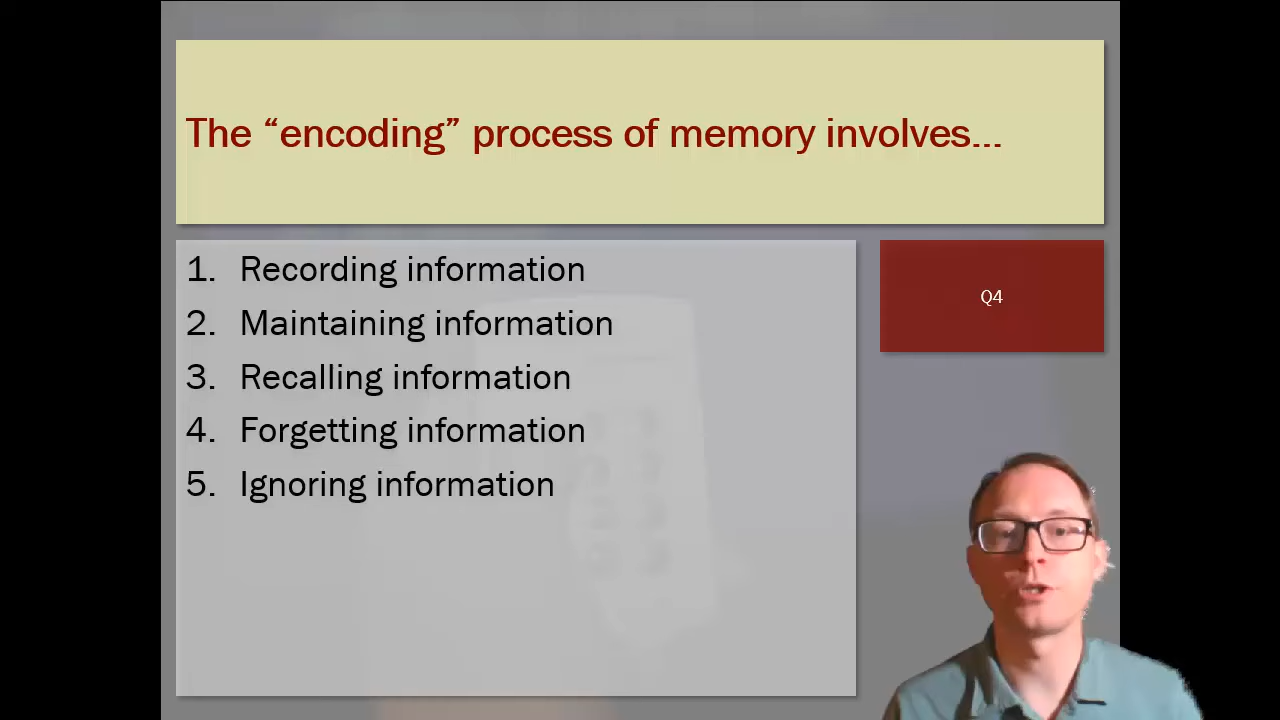 The “encoding” process of memory involves...
1. Recording information
2. Maintaining information
3. Recalling information
4. Forgetting information
5. Ignoring information
Q4